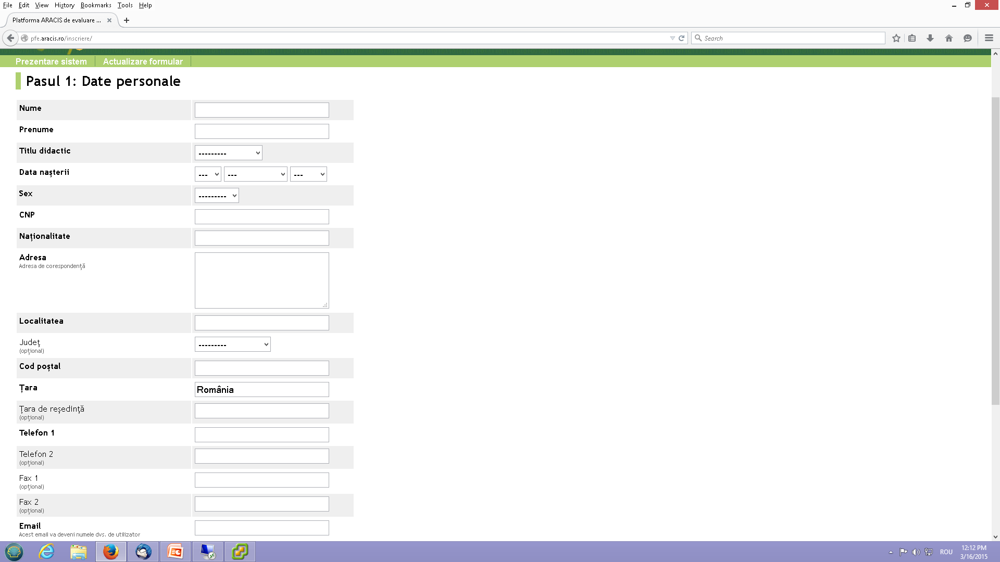 File Edit View History Bookmarks Tools Help
Platforma ARACIS de evaluare ...
pfe.aracis.ro/inscriere/
Search
Prezentare sistem Actualizare formular
Pasul 1: Date personale
Nume
Prenume
Titlu didactic ---------
Data nașterii --- --- ---
Sex ---------
CNP
Naționalitate
Adresa
Adresa de corespondență
Localitatea
Județ ---------
(opțional)
Cod poștal
Țara România
Țara de reședință
(opțional)
Telefon 1
Telefon 2
(opțional)
Fax 1
(opțional)
Fax 2
(opțional)
Email
Acest email va deveni numele dvs. de utilizator
ROU
12:12 PM
3/16/2015